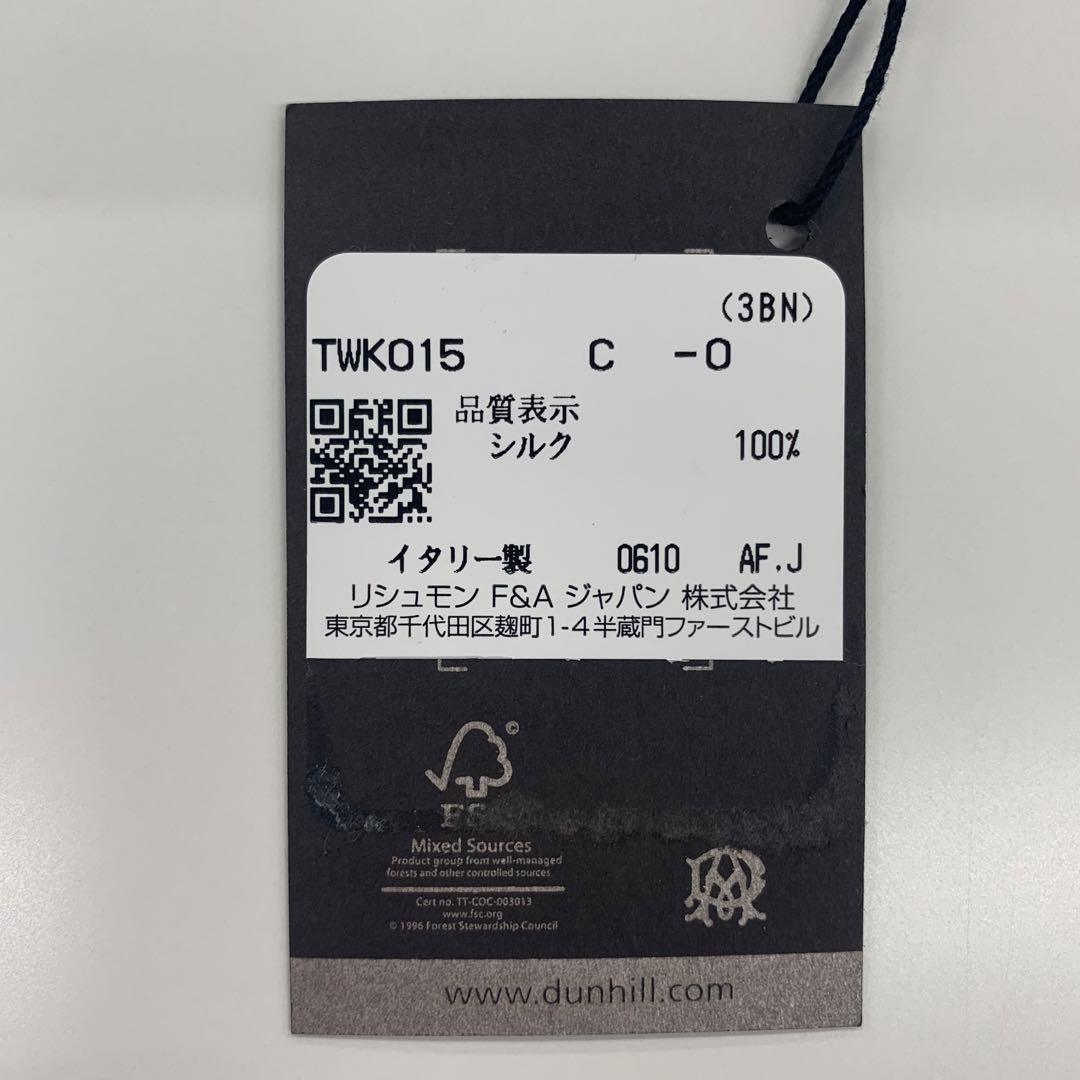 (3BN)
TWK015 C -0
品質表示
シルク 100%
イタリー製 0610 AF.J
リシュモン F&A ジャパン 株式会社
東京都千代田区麹町1-4半蔵門ファーストビル
©
FS
Mixed Sources
Product group from well-managed
forests and other controlled sources
Cert no. TT-COC-003013
www.fsc.org
© 1996 Forest Stewardship Council
www.dunhill.com